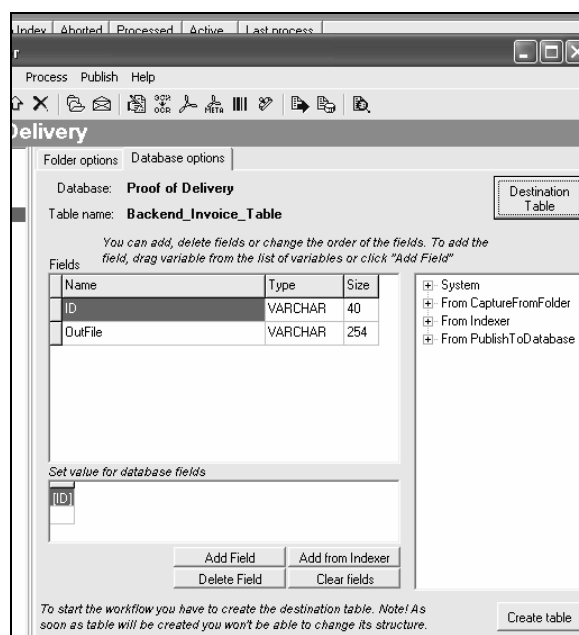 Index Aborted Processed Active Last process
r
Process Publish Help
OCR
OCR
META
Delivery
Folder options Database options
Database: Proof of Delivery
Destination
Table
Table name: Backend_Invoice_Table
You can add, delete fields or change the order of the fields. To add the
field, drag variable from the list of variables or click "Add Field"
Fields
Name Type Size
ID VARCHAR 40
OutFile VARCHAR 254
System
From CaptureFromFolder
From Indexer
From PublishToDatabase
Set value for database fields
[ID]
Add Field Add from Indexer
Delete Field Clear fields
To start the workflow you have to create the destination table. Note! As
soon as table will be created you won't be able to change its structure.
Create table